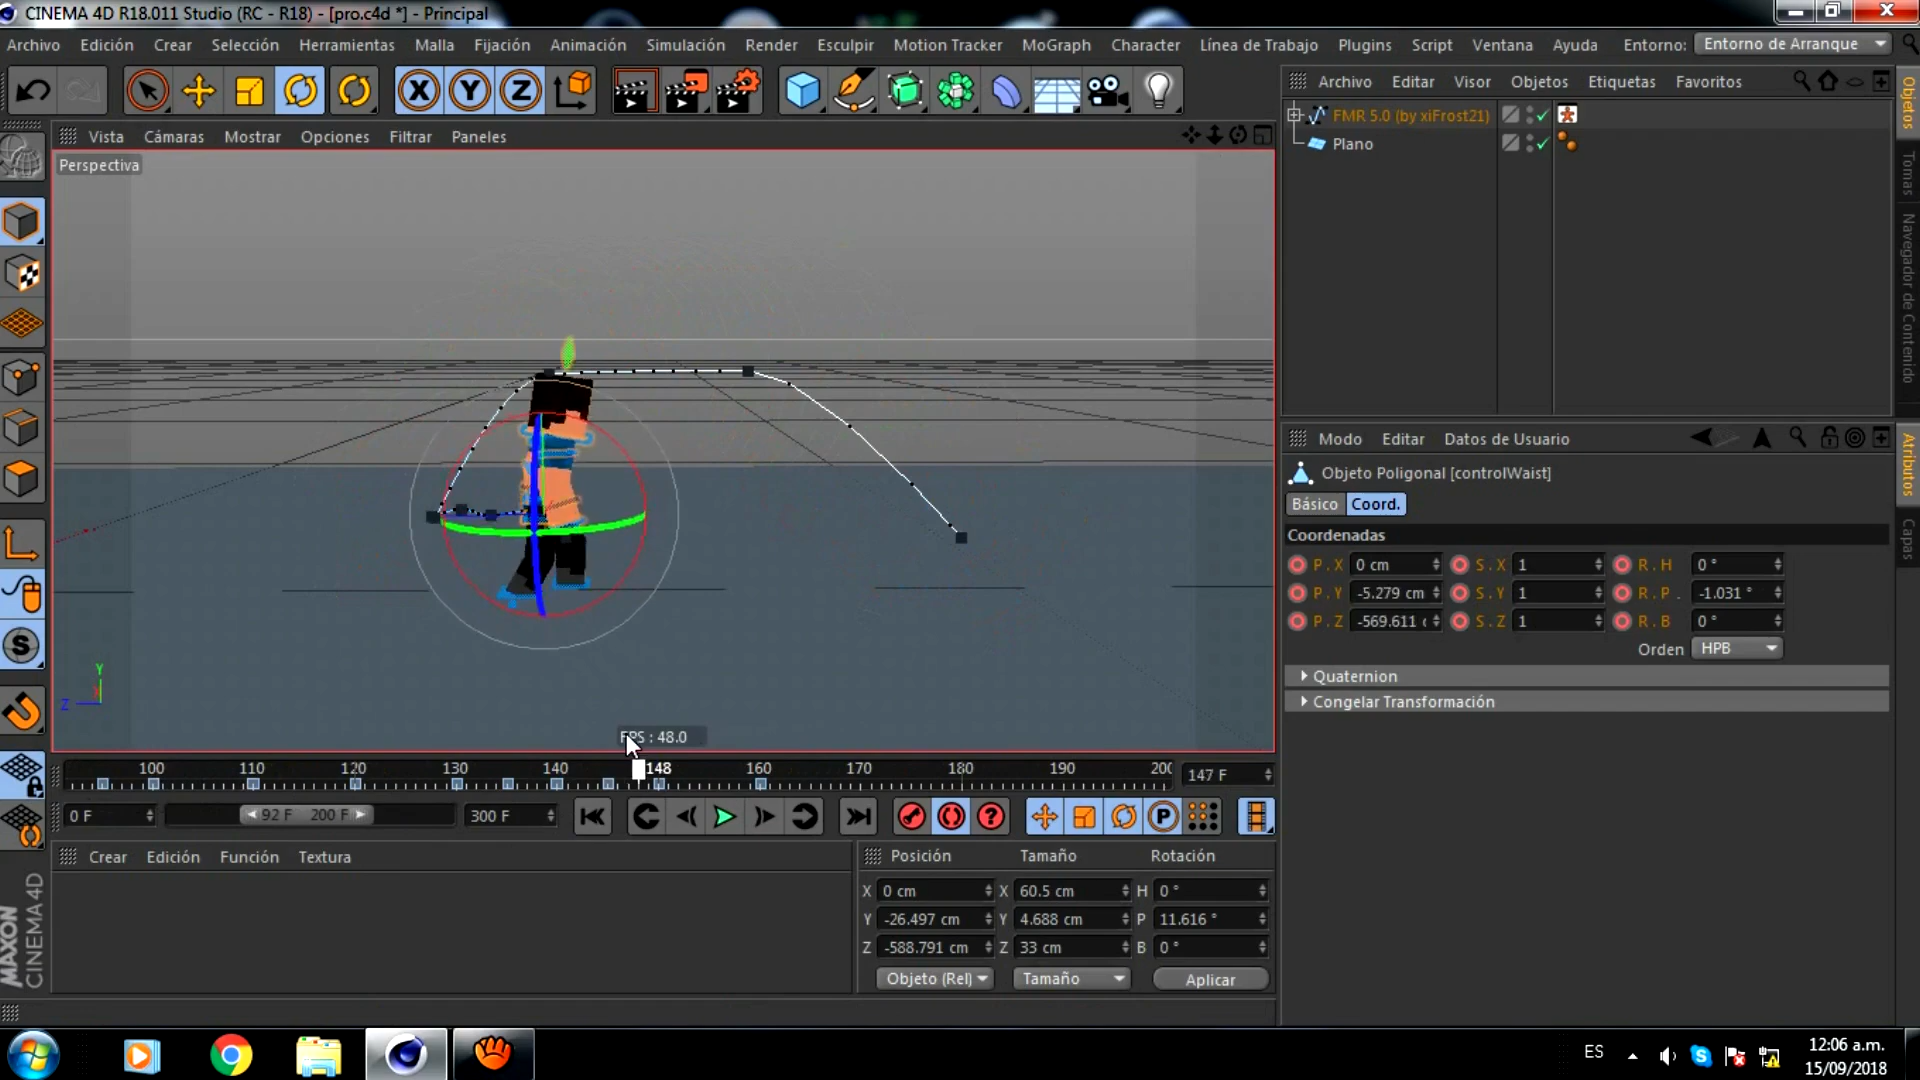 CINEMA 4D R18.011 Studio (RC - R18) - [pro.c4d *] - Principal
Archivo Edición Crear Selección Herramientas Malla Fijación Animación Simulación Render Esculpir Motion Tracker MoGraph Character Línea de Trabajo Plugins Script Ventana Ayuda Entorno: Entorno de Arranque
X Y Z
Archivo Editar Visor Objetos Etiquetas Favoritos
FMR 5.0 (by xiFrost21)
Plano
Objetos
Tomas
Navegador de Contenido
Vista Cámaras Mostrar Opciones Filtrar Paneles
Perspectiva
Y
X
Z
FPS : 48.0
Modo Editar Datos de Usuario
Objeto Poligonal [controlWaist]
Básico Coord.
Coordenadas
P . X 0 cm S . X 1 R . H 0 °
P . Y -5.279 cm S . Y 1 R . P . -1.031 °
P . Z -569.611 S . Z 1 R . B 0 °
Orden HPB
Quaternion
Congelar Transformación
Atributos
Capas
100 110 120 130 140 148 160 170 180 190 147 F
0 F 92 F 200 F 300 F
P
Crear Edición Función Textura
Posición Tamaño Rotación
X 0 cm X 60.5 cm H 0 °
Y -26.497 cm Y 4.688 cm P 11.616 °
Z -588.791 cm Z 33 cm B 0 °
Objeto (Rel) Tamaño Aplicar
MAXON
CINEMA 4D
ES
12:06 a.m.
15/09/2018